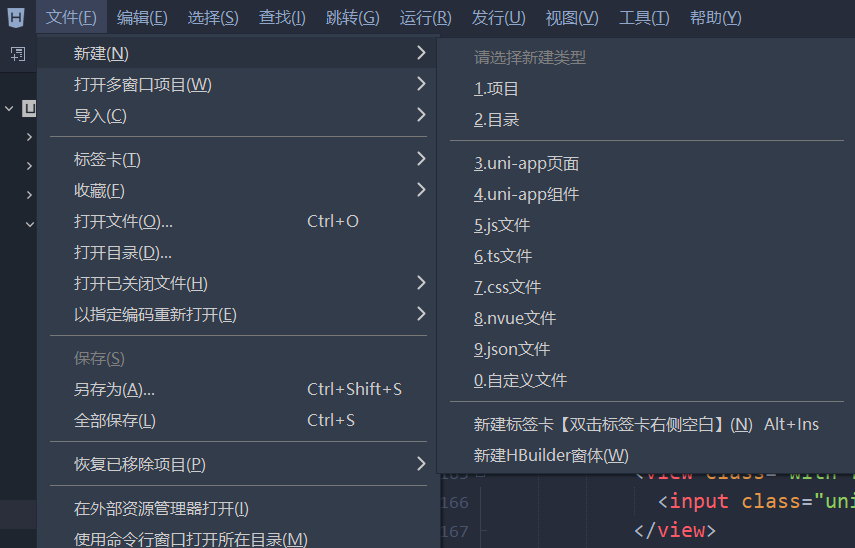 文件(F) 编辑(E) 选择(S) 查找(I) 跳转(G) 运行(R) 发行(U) 视图(V) 工具(T) 帮助(Y)
新建(N)
打开多窗口项目(W)
导入(C)
标签卡(T)
收藏(F)
打开文件(O)... Ctrl+O
打开目录(D)...
打开已关闭文件(H)
以指定编码重新打开(E)
保存(S)
另存为(A)... Ctrl+Shift+S
全部保存(L) Ctrl+S
恢复已移除项目(P)
在外部资源管理器打开(I)
使用命令行窗口打开所在目录(M)
请选择新建类型
1.项目
2.目录
3.uni-app页面
4.uni-app组件
5.js文件
6.ts文件
7.css文件
8.nvue文件
9.json文件
0.自定义文件
新建标签卡【双击标签卡右侧空白】(N) Alt+Ins
新建HBuilder窗体(W)
165 <view class="with
166 <input class="uni
167 </view>